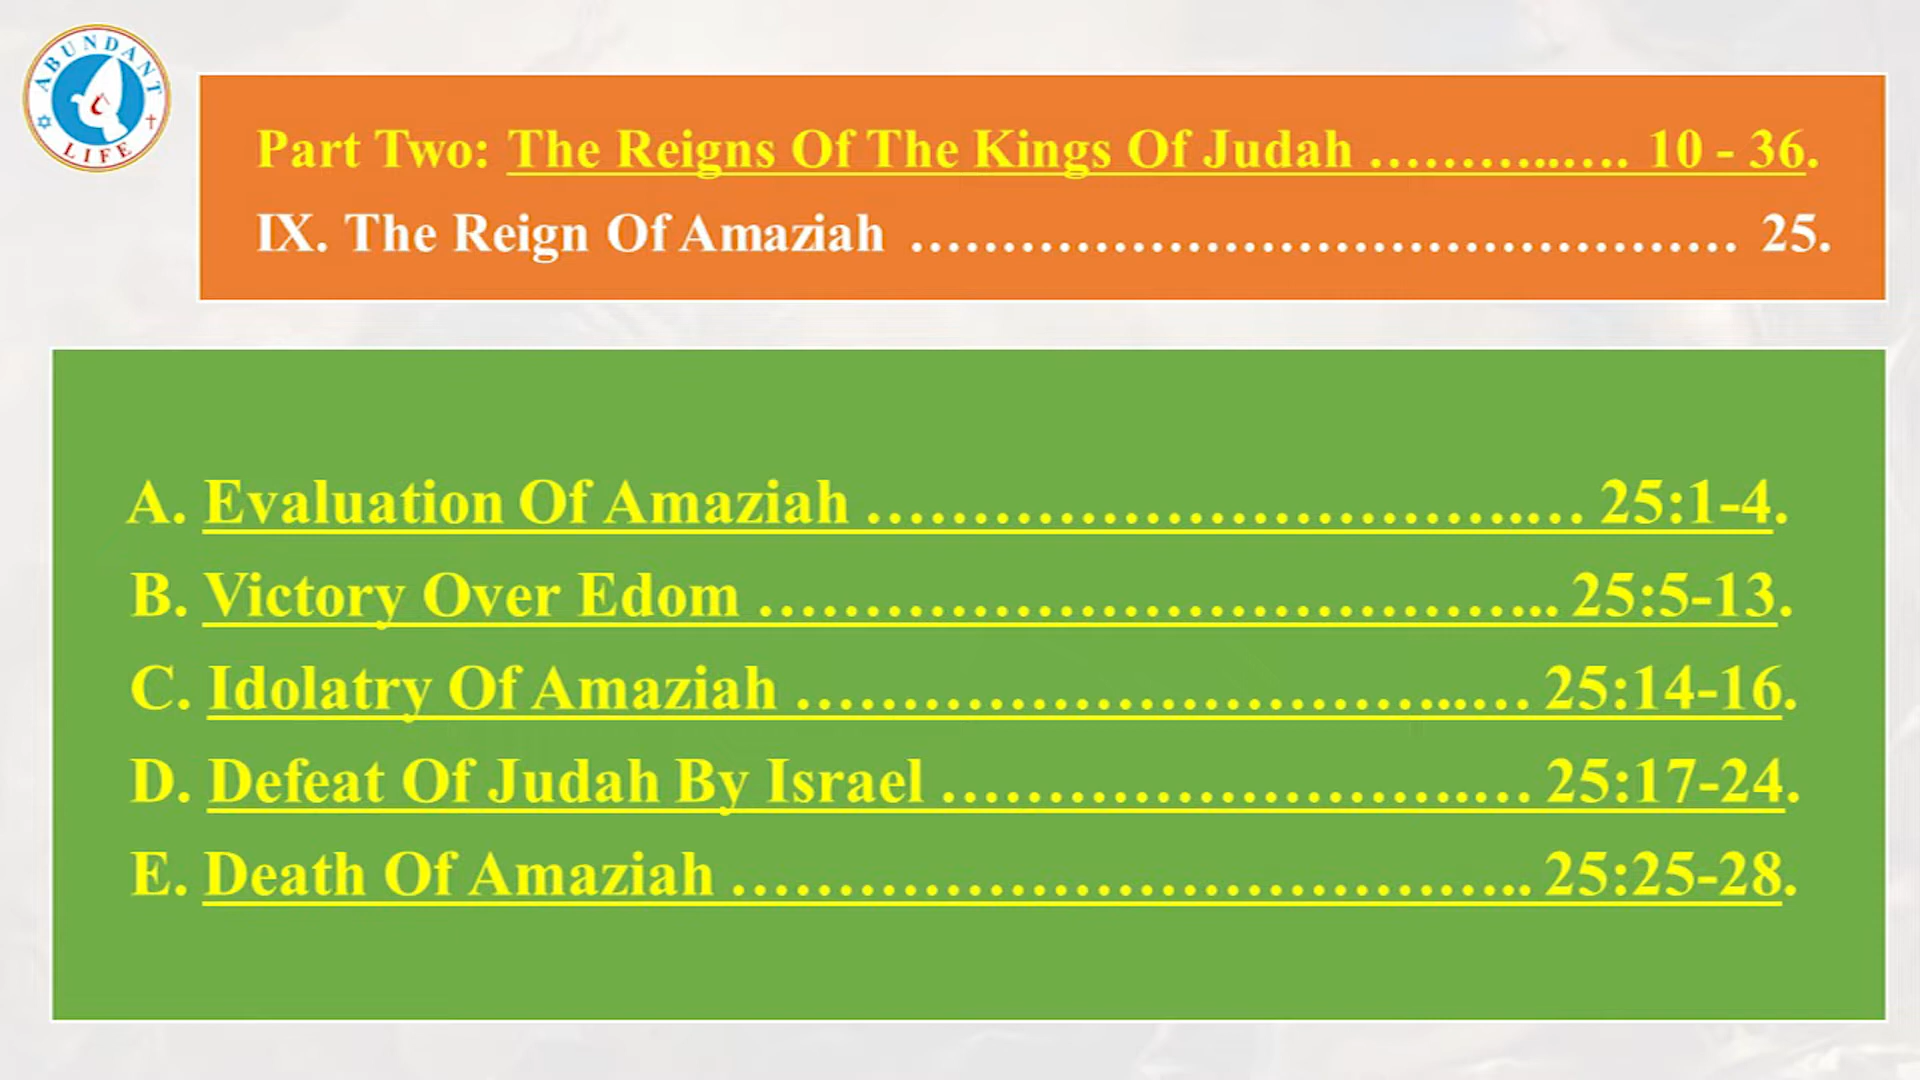 ABUNDANT
LIFE
Part Two: The Reigns Of The Kings Of Judah ………..…. 10 - 36.
IX. The Reign Of Amaziah ……………………………………… 25.
A. Evaluation Of Amaziah …………………………….… 25:1-4.
B. Victory Over Edom ………………………………….. 25:5-13.
C. Idolatry Of Amaziah …………………………...… 25:14-16.
D. Defeat Of Judah By Israel ……………………….… 25:17-24.
E. Death Of Amaziah ………………………………….. 25:25-28.